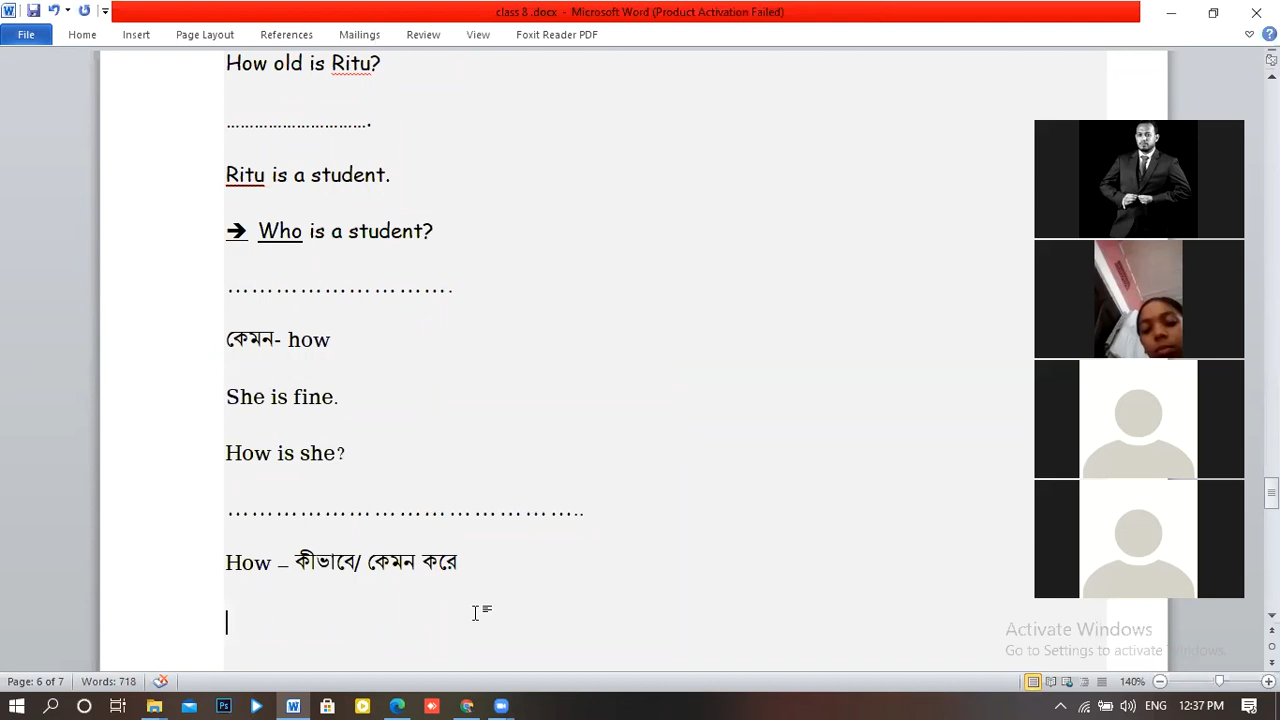 class 8 .docx - Microsoft Word (Product Activation Failed)
File Home Insert Page Layout References Mailings Review View Foxit Reader PDF
How old is Ritu?
............................
Ritu is a student.
➔ Who is a student?
……………………….
কেমন- how
She is fine.
How is she?
……………………………………..
How – কীভাবে/ কেমন করে
Activate Windows
Go to Settings to activate Windows.
Page: 6 of 7 Words: 718 140%
ENG 12:37 PM